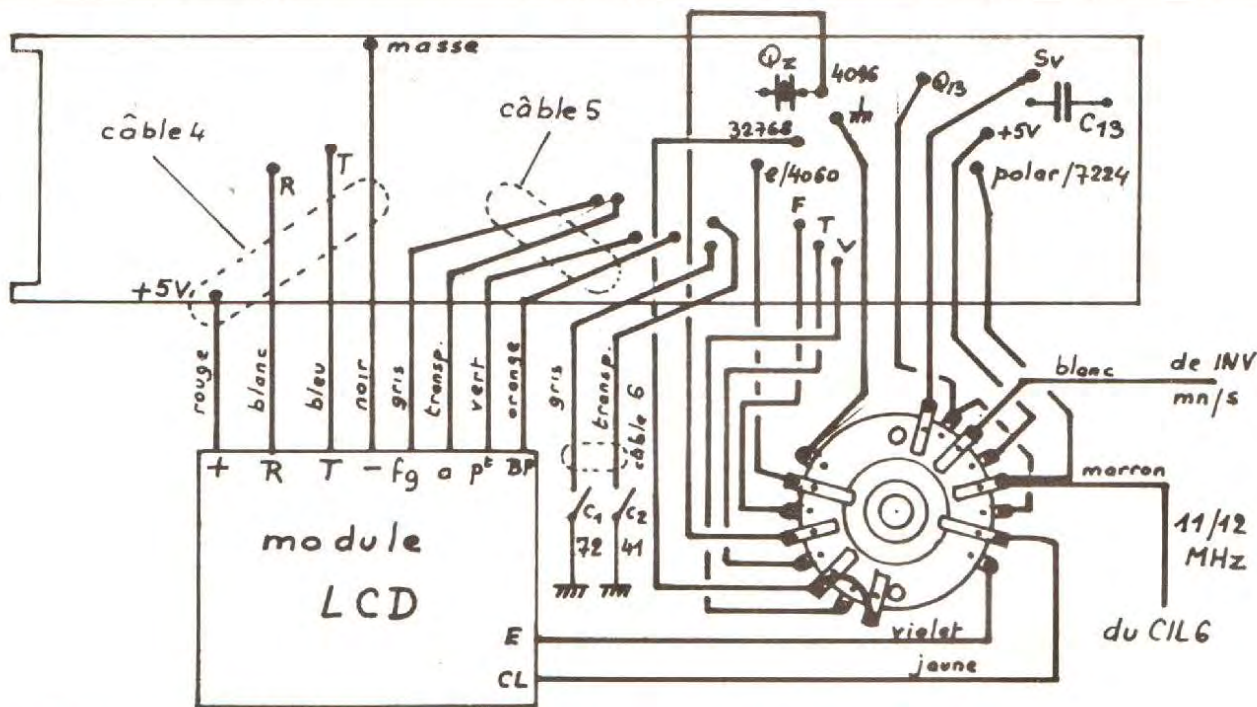 masse
câble 4
R
T
+5V
câble 5
Qz
4096
32768
e/4060
F
T
V
Q13
Sv
+5V
C13
polar/7224
rouge
blanc
bleu
noir
gris
transp.
vert
orange
gris
transp.
câble 6
blanc
de INV
mn/s
marron
11/12
MHz
du CIL6
+ R T - fg a pt BP
module
LCD
E
CL
C1
72
C2
41
violet
jaune